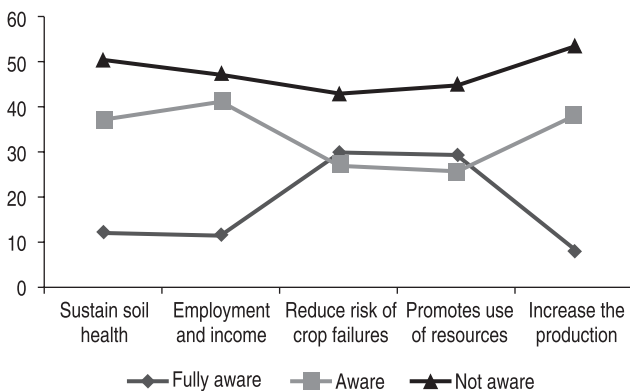 60
50
40
30
20
10
0
Sustain soil health
Employment and income
Reduce risk of crop failures
Promotes use of resources
Increase the production
Fully aware
Aware
Not aware